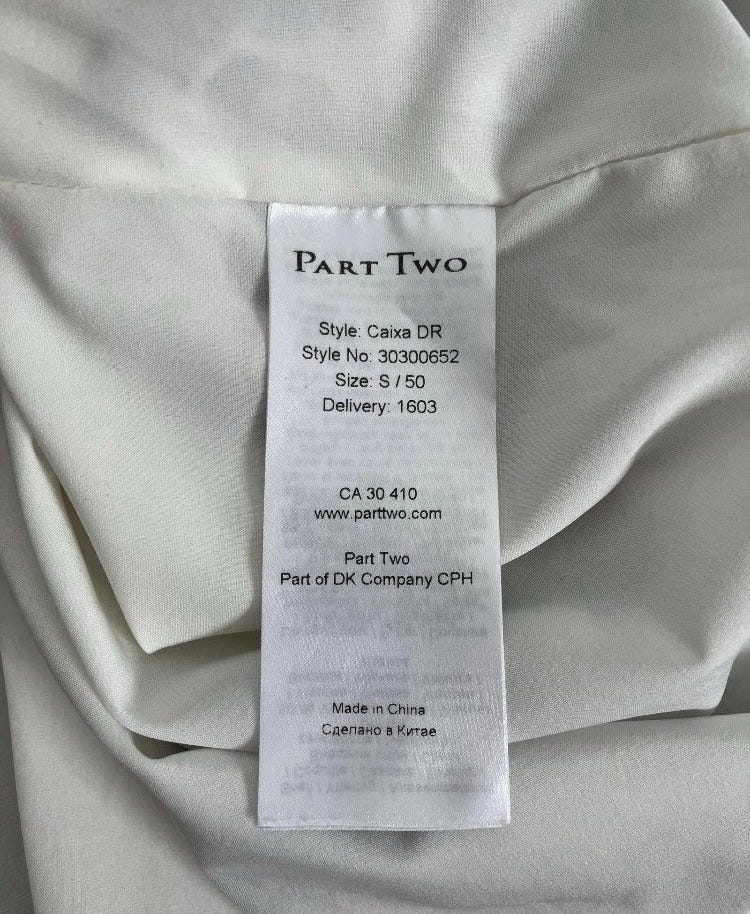 PART TWO
Style: Caixa DR
Style No: 30300652
Size: S / 50
Delivery: 1603
CA 30 410
www.parttwo.com
Part Two
Part of DK Company CPH
Made in China
Сделано в Китае